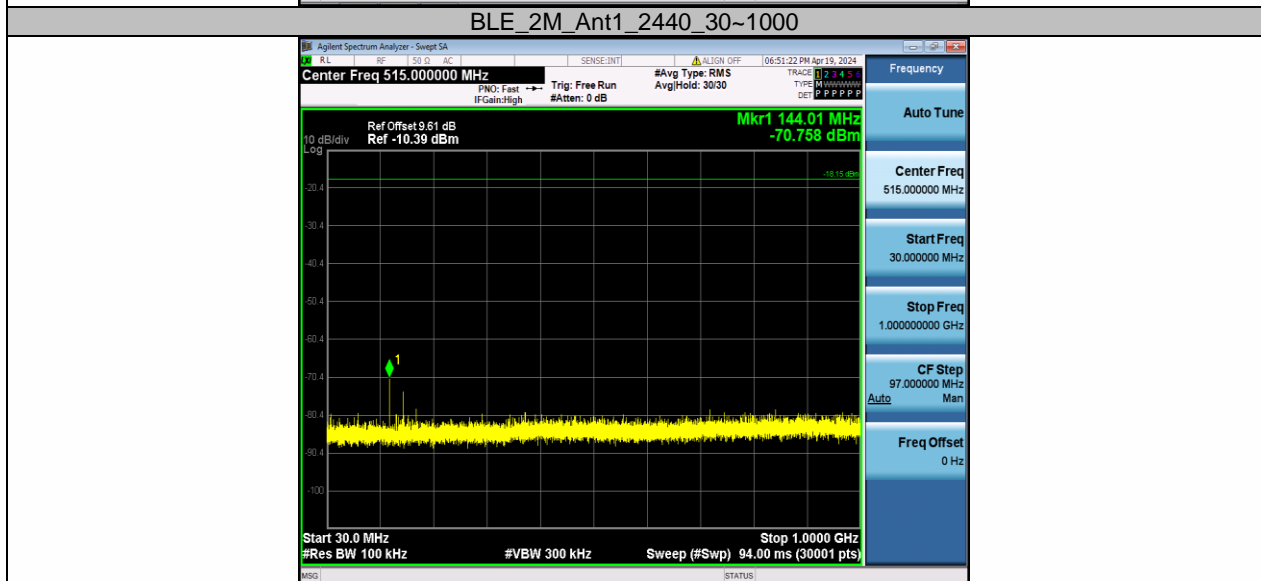 BLE_2M_Ant1_2440_30~1000
Agilent Spectrum Analyzer - Swept SA
RL RF 50 Ω AC SENSE:INT ALIGN OFF 06:51:22 PM Apr 19, 2024
Center Freq 515.000000 MHz
PNO: Fast
IFGain:High
Trig: Free Run
#Atten: 0 dB
#Avg Type: RMS
Avg|Hold: 30/30
TRACE 1 2 3 4 5 6
TYPE M WWWWW
DET P P P P P P
Mkr1 144.01 MHz
-70.758 dBm
Ref Offset 9.61 dB
10 dB/div Ref -10.39 dBm
Log
-18.15 dBm
-20.4
-30.4
-40.4
-50.4
-60.4
1
-70.4
-80.4
-90.4
-100
Start 30.0 MHz Stop 1.0000 GHz
#Res BW 100 kHz #VBW 300 kHz Sweep (#Swp) 94.00 ms (30001 pts)
MSG STATUS
Frequency
Auto Tune
Center Freq
515.000000 MHz
Start Freq
30.000000 MHz
Stop Freq
1.000000000 GHz
CF Step
97.000000 MHz
Auto Man
Freq Offset
0 Hz